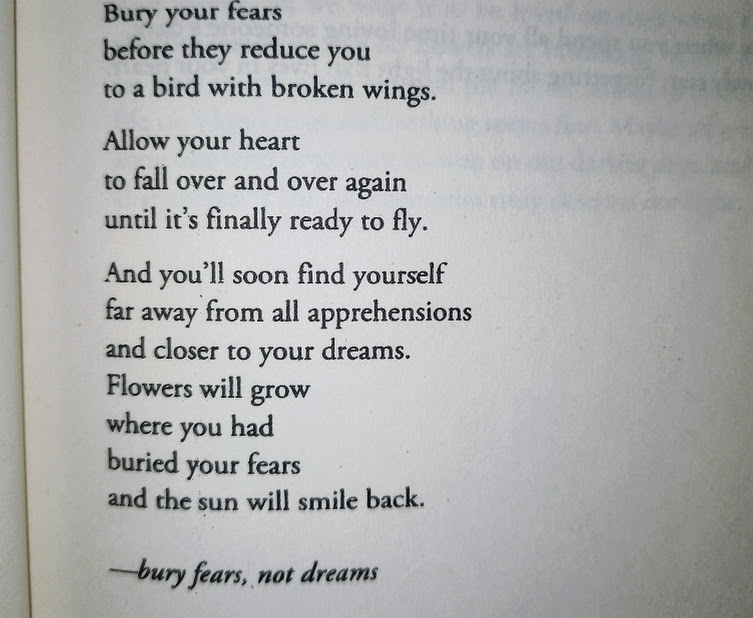 Bury your fears
before they reduce you
to a bird with broken wings.
Allow your heart
to fall over and over again
until it's finally ready to fly.
And you'll soon find yourself
far away from all apprehensions
and closer to your dreams.
Flowers will grow
where you had
buried your fears
and the sun will smile back.
—bury fears, not dreams